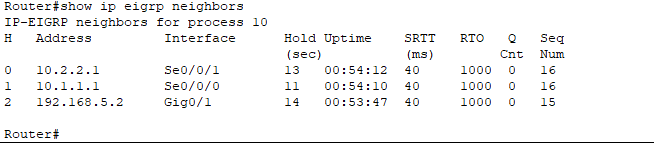 Router#show ip eigrp neighbors
IP-EIGRP neighbors for process 10
H   Address         Interface      Hold Uptime    SRTT   RTO   Q   Seq
                                   (sec)          (ms)        Cnt  Num
0   10.2.2.1        Se0/0/1        13   00:54:12  40     1000  0   16
1   10.1.1.1        Se0/0/0        11   00:54:10  40     1000  0   16
2   192.168.5.2     Gig0/1         14   00:53:47  40     1000  0   15
Router#